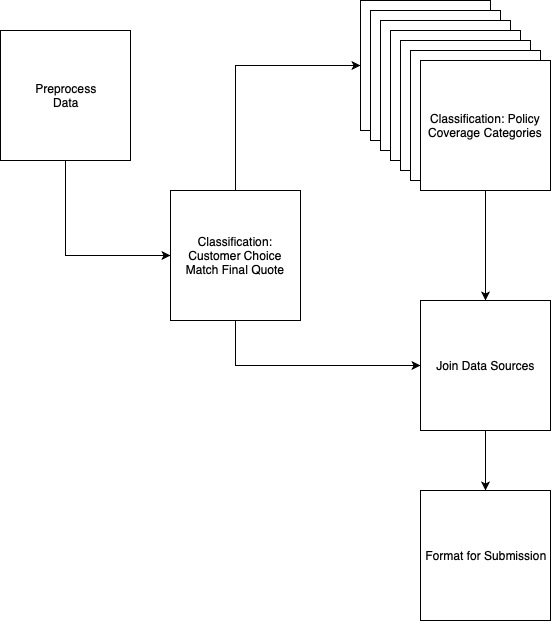 Preprocess
Data
Classification: Policy
Coverage Categories
Classification:
Customer Choice
Match Final Quote
Join Data Sources
Format for Submission